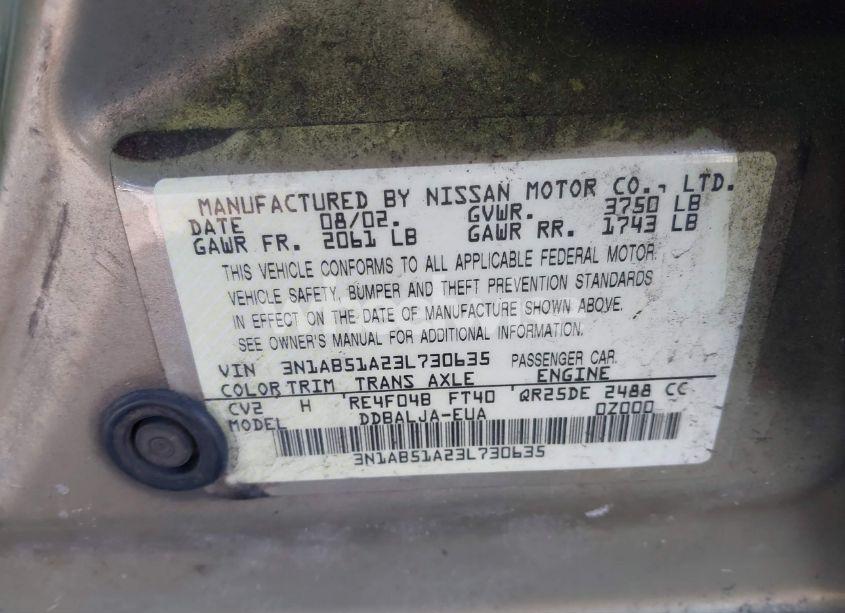 MANUFACTURED BY NISSAN MOTOR CO., LTD.
DATE 08/02. GVWR. 3750 LB
GAWR FR. 2061 LB GAWR RR. 1743 LB
THIS VEHICLE CONFORMS TO ALL APPLICABLE FEDERAL MOTOR
VEHICLE SAFETY, BUMPER AND THEFT PREVENTION STANDARDS
IN EFFECT ON THE DATE OF MANUFACTURE SHOWN ABOVE.
SEE OWNER'S MANUAL FOR ADDITIONAL INFORMATION.
VIN 3N1AB51A23L730635 PASSENGER CAR
COLOR TRIM TRANS AXLE ENGINE
CV2 H RE4F04B FT40 QR25DE 2488 CC
MODEL DDBALJA-EUA 0Z000
3N1AB51A23L730635